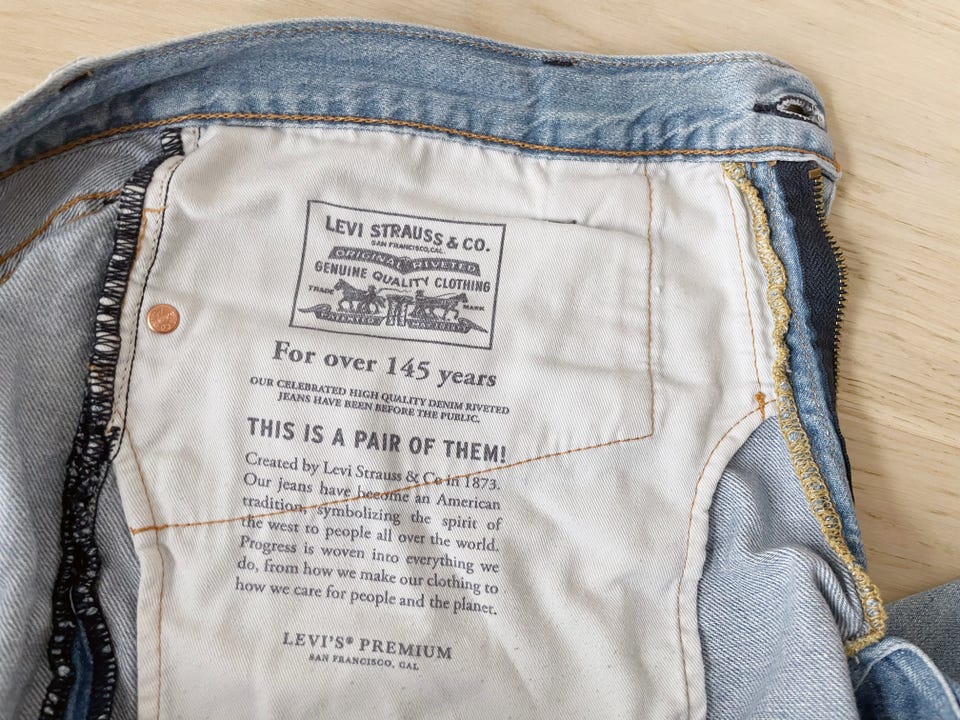 LEVI STRAUSS & CO.
SAN FRANCISCO, CAL.
ORIGINAL RIVETED
GENUINE QUALITY CLOTHING
TRADE MARK
PATENTED MAY 20 1873
For over 145 years
OUR CELEBRATED HIGH QUALITY DENIM RIVETED
JEANS HAVE BEEN BEFORE THE PUBLIC.
THIS IS A PAIR OF THEM!
Created by Levi Strauss & Co in 1873.
Our jeans have become an American
tradition, symbolizing the spirit of
the west to people all over the world.
Progress is woven into everything we
do, from how we make our clothing to
how we care for people and the planet.
LEVI'S® PREMIUM
SAN FRANCISCO, CAL